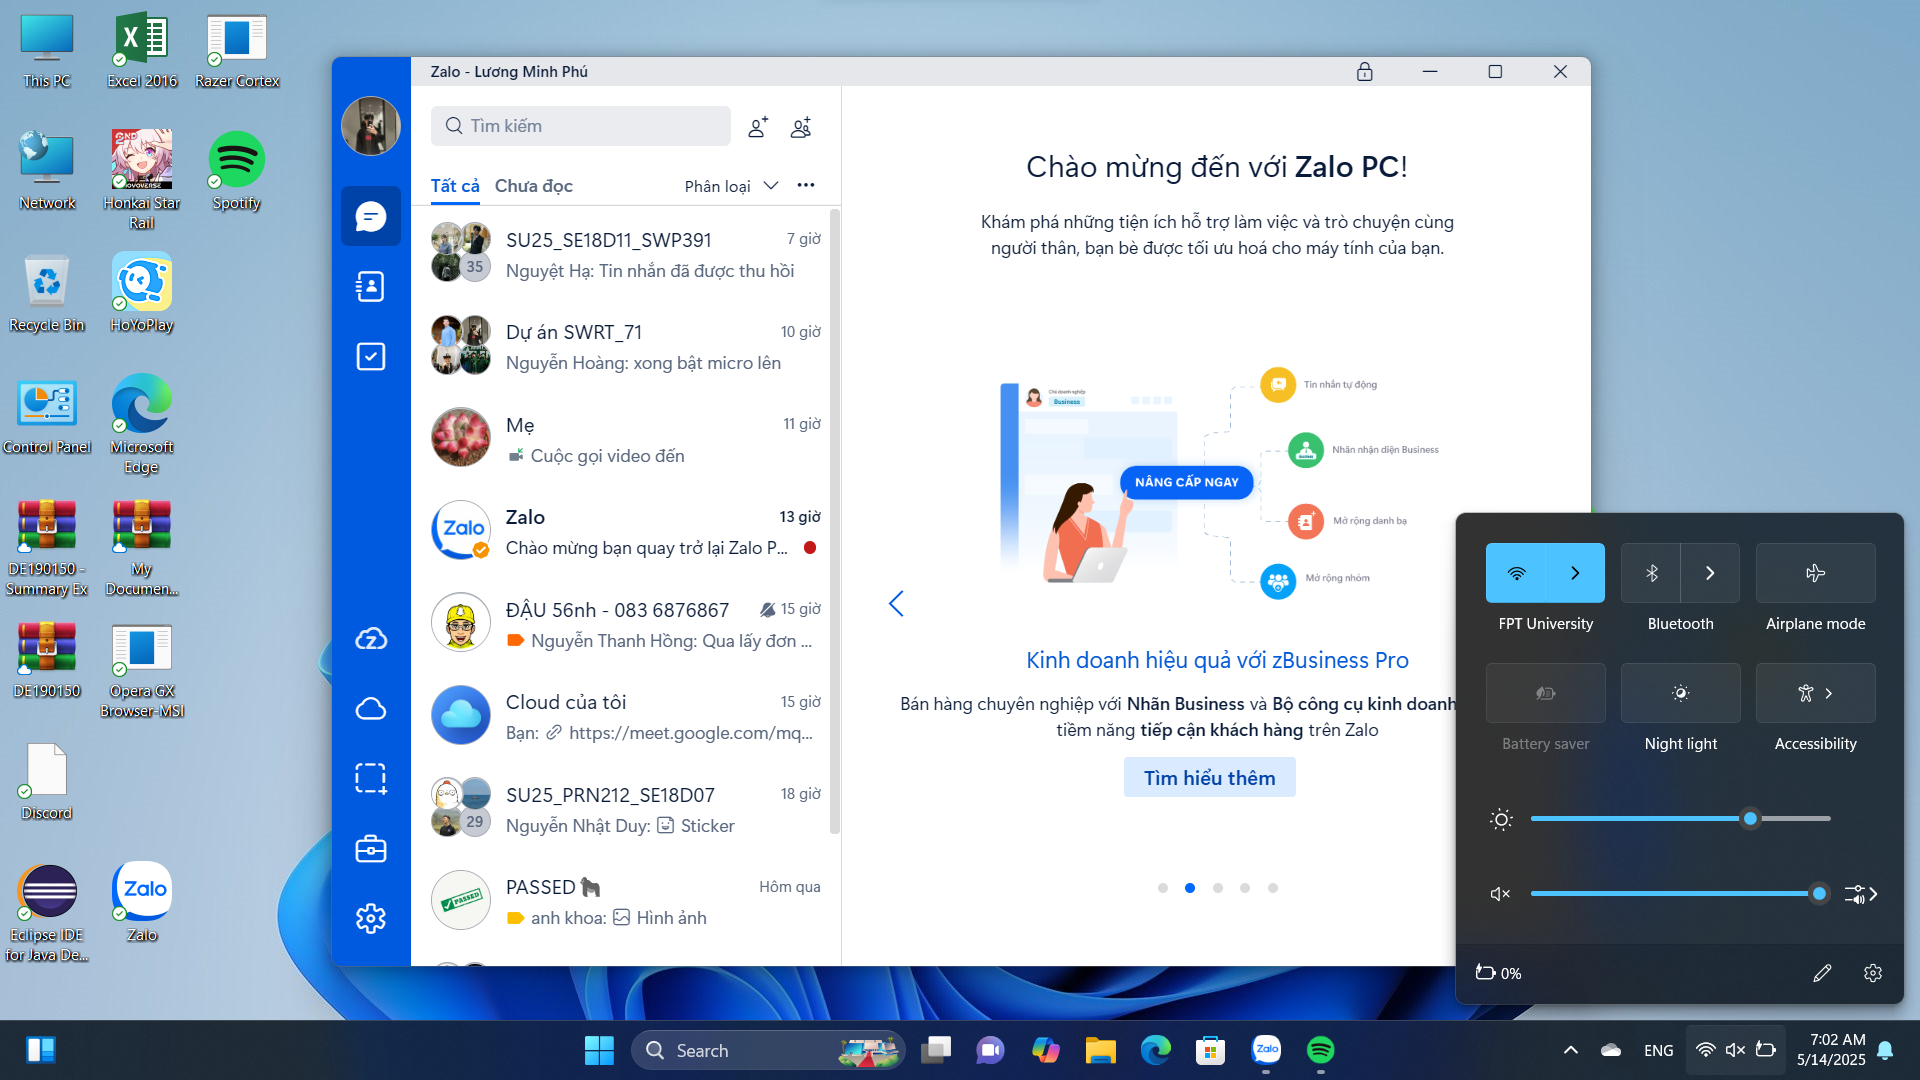 This PC
Excel 2016
Razer Cortex
Network
Honkai Star
Rail
Spotify
Recycle Bin
HoYoPlay
Control Panel
Microsoft
Edge
DE190150 -
Summary Ex
My
Documen...
DE190150
Opera GX
Browser-MSI
Discord
Eclipse IDE
for Java De...
Zalo
Zalo
Zalo - Lương Minh Phú
Tìm kiếm
Tất cả
Chưa đọc
Phân loại
SU25_SE18D11_SWP391
7 giờ
35
Nguyệt Hạ: Tin nhắn đã được thu hồi
Dự án SWRT_71
10 giờ
Nguyễn Hoàng: xong bật micro lên
Mẹ
11 giờ
Cuộc gọi video đến
Zalo
Zalo
13 giờ
Chào mừng bạn quay trở lại Zalo P...
ĐẬU 56nh - 083 6876867
15 giờ
Nguyễn Thanh Hồng: Qua lấy đơn ...
Cloud của tôi
15 giờ
Bạn: https://meet.google.com/mq...
SU25_PRN212_SE18D07
18 giờ
29
Nguyễn Nhật Duy: Sticker
PASSED
Hôm qua
PASSED
anh khoa: Hình ảnh
Chào mừng đến với Zalo PC!
Khám phá những tiện ích hỗ trợ làm việc và trò chuyện cùng
người thân, bạn bè được tối ưu hoá cho máy tính của bạn.
Chủ doanh nghiệp
Business
Tin nhắn tự động
Nhãn nhận diện Business
NÂNG CẤP NGAY
Mở rộng danh bạ
Mở rộng nhóm
Kinh doanh hiệu quả với zBusiness Pro
Bán hàng chuyên nghiệp với Nhãn Business và Bộ công cụ kinh doanh
tiềm năng tiếp cận khách hàng trên Zalo
Tìm hiểu thêm
FPT University
Bluetooth
Airplane mode
Battery saver
Night light
Accessibility
0%
Search
Zalo
ENG
7:02 AM
5/14/2025